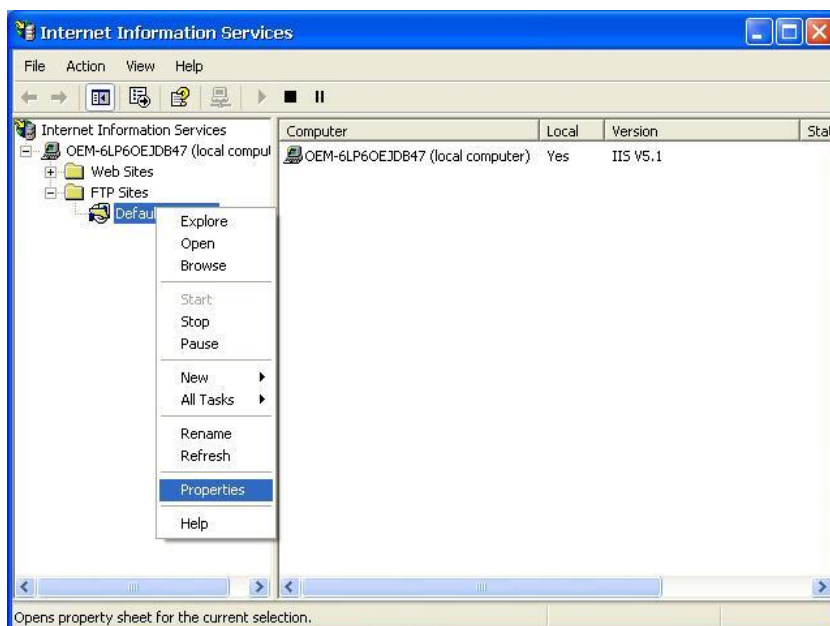 Internet Information Services
File Action View Help
Internet Information Services
OEM-6LP6OEJDB47 (local comput
Web Sites
FTP Sites
Defaul
Computer Local Version Stat
OEM-6LP6OEJDB47 (local computer) Yes IIS V5.1
Explore
Open
Browse
Start
Stop
Pause
New
All Tasks
Rename
Refresh
Properties
Help
Opens property sheet for the current selection.